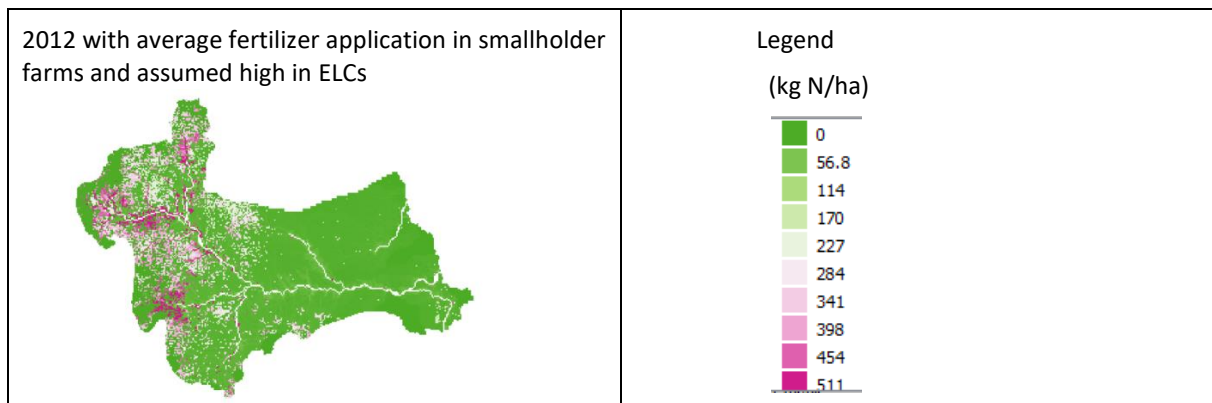 2012 with average fertilizer application in smallholder
farms and assumed high in ELCs
Legend
(kg N/ha)
0
56.8
114
170
227
284
341
398
454
511